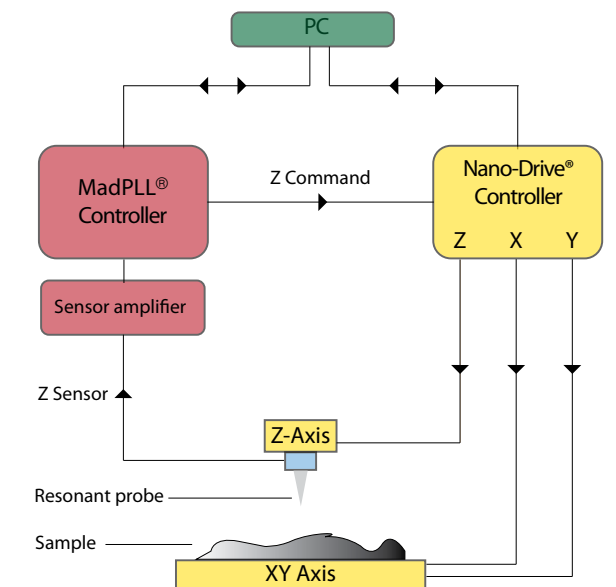 PC
MadPLL®
Controller
Z Command
Nano-Drive®
Controller
Z X Y
Sensor amplifier
Z Sensor
Z-Axis
Resonant probe
Sample
XY Axis